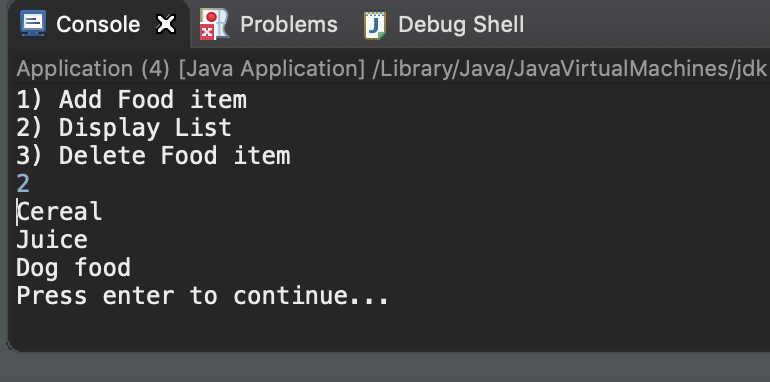 Console Problems Debug Shell
Application (4) [Java Application] /Library/Java/JavaVirtualMachines/jdk
1) Add Food item
2) Display List
3) Delete Food item
2
Cereal
Juice
Dog food
Press enter to continue...